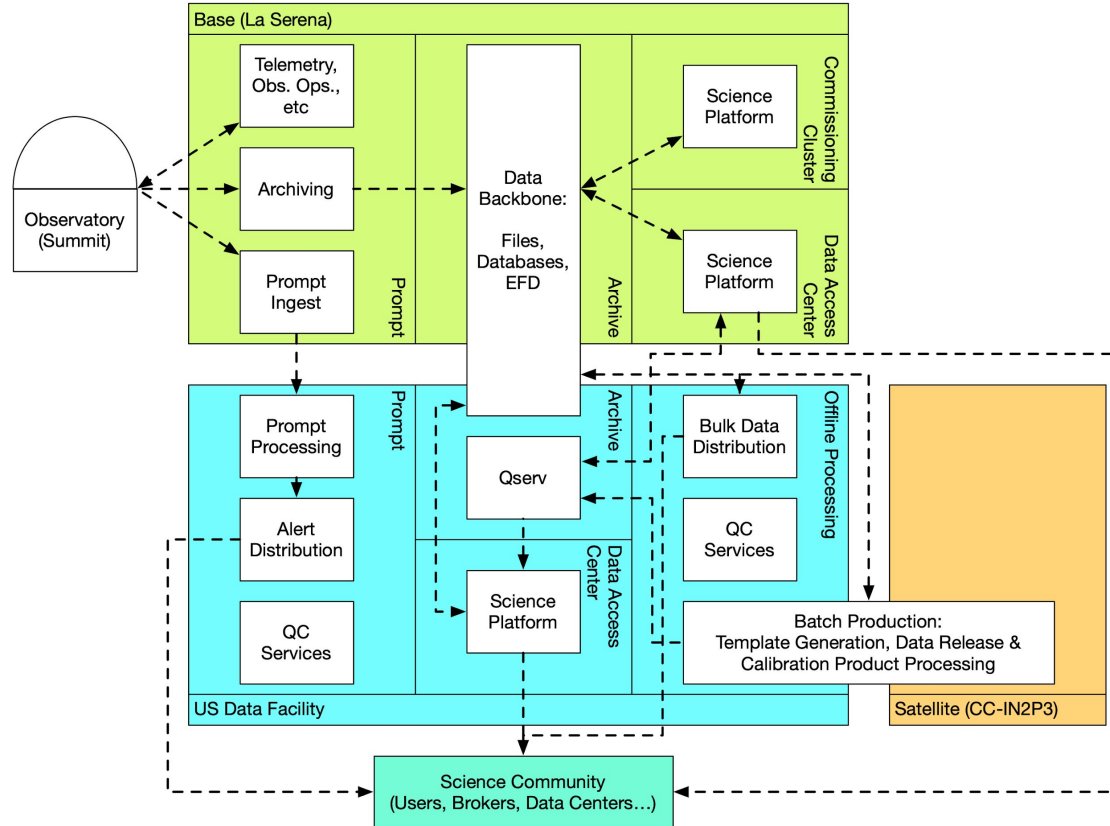 Base (La Serena)
Telemetry,
Obs. Ops.,
etc
Archiving
Prompt
Ingest
Prompt
Data
Backbone:
Files,
Databases,
EFD
Archive
Science
Platform
Commissioning
Cluster
Science
Platform
Data Access
Center
Observatory
(Summit)
Prompt
Processing
Alert
Distribution
QC
Services
Prompt
Archive
Qserv
Science
Platform
Data Access
Center
Bulk Data
Distribution
QC
Services
Offline Processing
Batch Production:
Template Generation, Data Release &
Calibration Product Processing
US Data Facility
Satellite (CC-IN2P3)
Science Community
(Users, Brokers, Data Centers…)